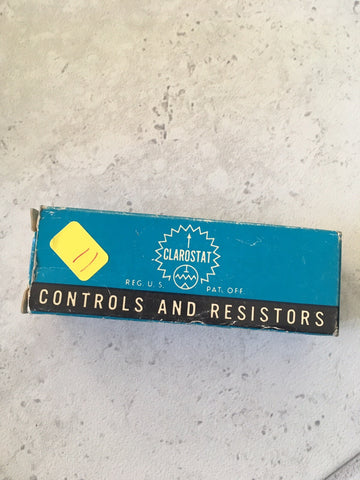 CLAROSTAT
REG. U.S. PAT. OFF.
CONTROLS AND RESISTORS